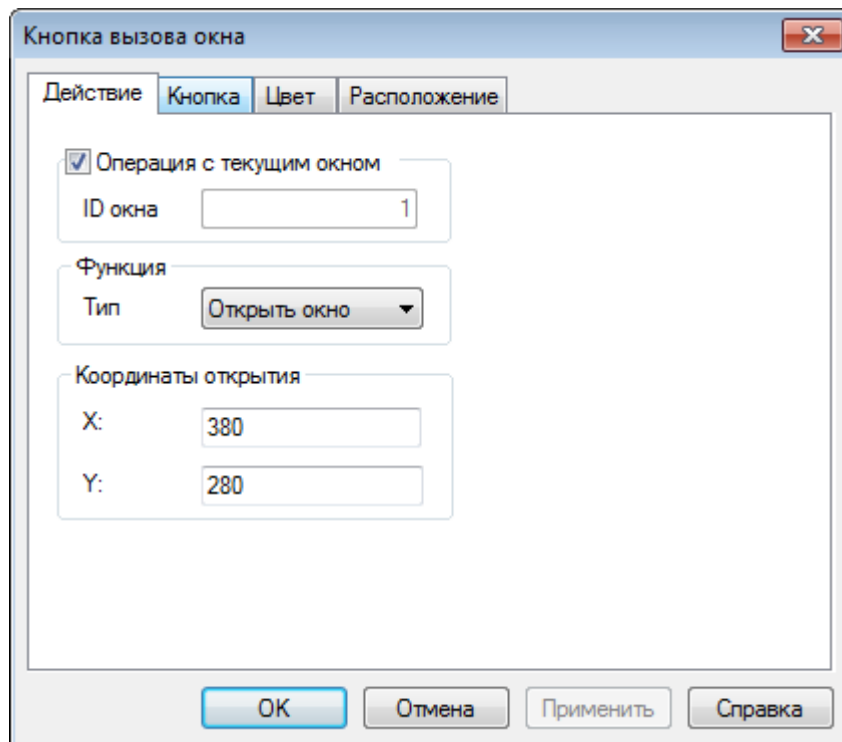 Кнопка вызова окна
Действие Кнопка Цвет Расположение
Операция с текущим окном
ID окна 1
Функция
Тип Открыть окно
Координаты открытия
X: 380
Y: 280
OK Отмена Применить Справка